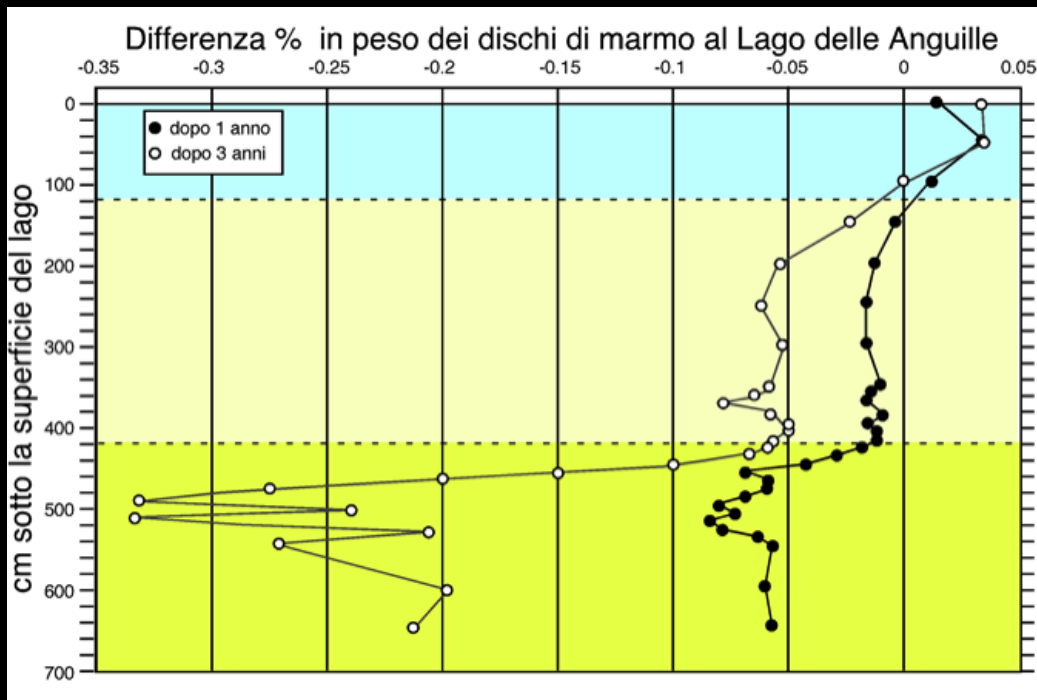 Differenza % in peso dei dischi di marmo al Lago delle Anguille
-0.35 -0.3 -0.25 -0.2 -0.15 -0.1 -0.05 0 0.05
dopo 1 anno
dopo 3 anni
cm sotto la superficie del lago
0
100
200
300
400
500
600
700